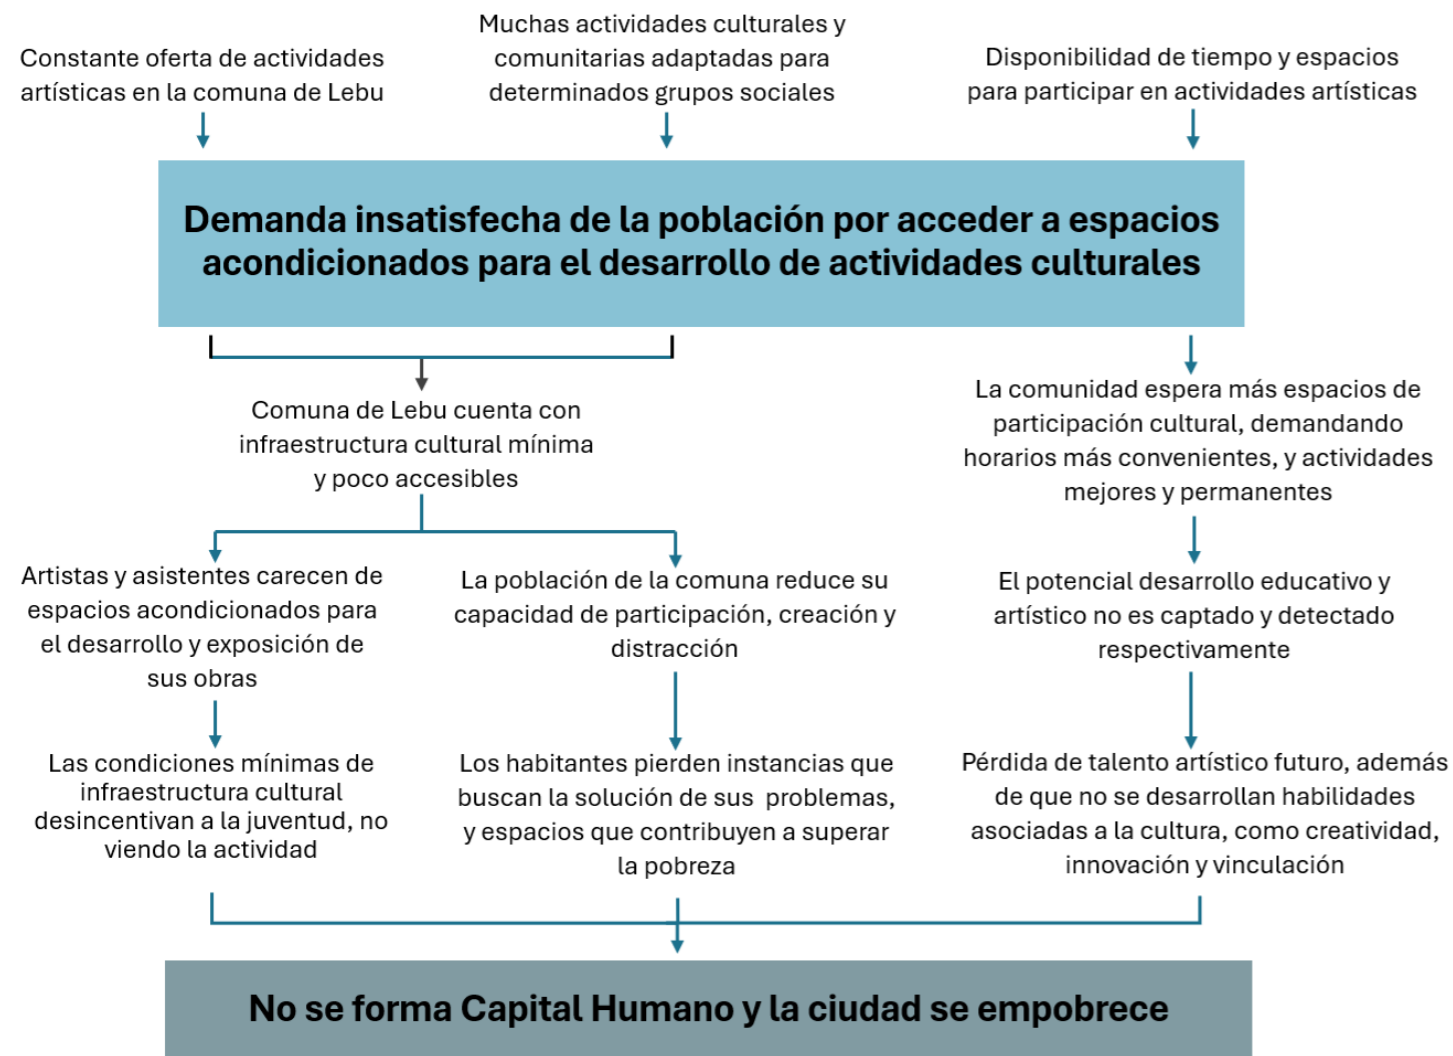 Constante oferta de actividades
artísticas en la comuna de Lebu
Muchas actividades culturales y
comunitarias adaptadas para
determinados grupos sociales
Disponibilidad de tiempo y espacios
para participar en actividades artísticas
Demanda insatisfecha de la población por acceder a espacios
acondicionados para el desarrollo de actividades culturales
Comuna de Lebu cuenta con
infraestructura cultural mínima
y poco accesibles
La comunidad espera más espacios de
participación cultural, demandando
horarios más convenientes, y actividades
mejores y permanentes
Artistas y asistentes carecen de
espacios acondicionados para
el desarrollo y exposición de
sus obras
La población de la comuna reduce su
capacidad de participación, creación y
distracción
El potencial desarrollo educativo y
artístico no es captado y detectado
respectivamente
Las condiciones mínimas de
infraestructura cultural
desincentivan a la juventud, no
viendo la actividad
Los habitantes pierden instancias que
buscan la solución de sus  problemas,
y espacios que contribuyen a superar
la pobreza
Pérdida de talento artístico futuro, además
de que no se desarrollan habilidades
asociadas a la cultura, como creatividad,
innovación y vinculación
No se forma Capital Humano y la ciudad se empobrece